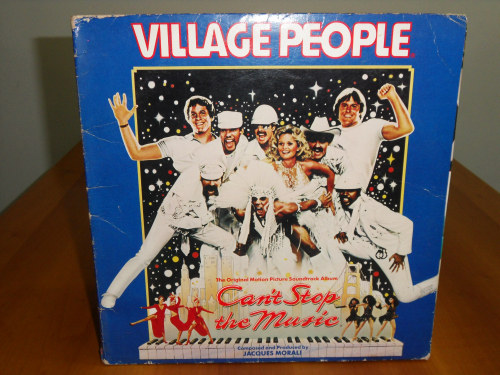 VILLAGE PEOPLE
The Original Motion Picture Soundtrack Album
Can't Stop
the Music
Composed and Produced by
JACQUES MORALI